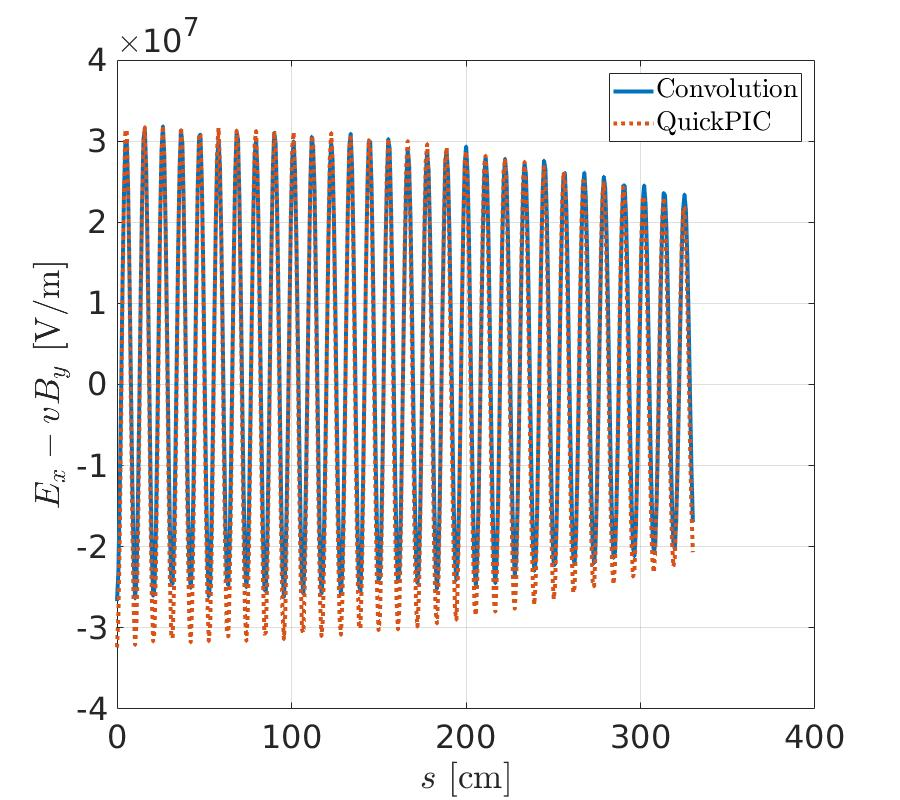 ×10^7
4
3
2
1
0
-1
-2
-3
-4
E_x − vB_y [V/m]
Convolution
QuickPIC
0 100 200 300 400
s [cm]